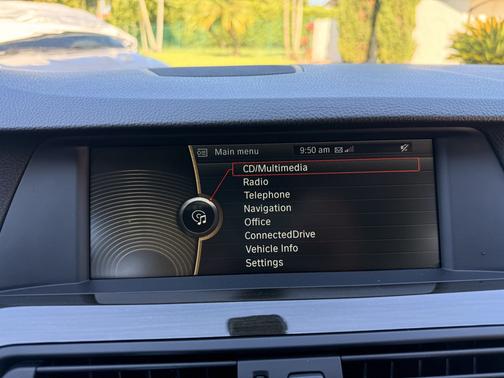 Main menu 9:50 am
CD/Multimedia
Radio
Telephone
Navigation
Office
ConnectedDrive
Vehicle Info
Settings